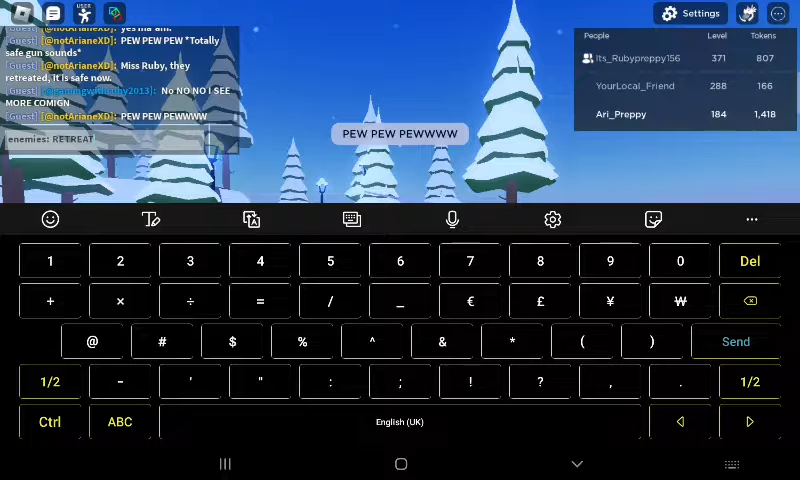 USER
Settings
[Guest] [@notArianeXD]: yes ma'am.
[Guest] [@notArianeXD]: PEW PEW PEW *Totally
safe gun sounds*
[Guest] [@notArianeXD]: Miss Ruby, they
retreated, it is safe now.
[Guest] : No NO NO I SEE
MORE COMIGN
[Guest] [@notArianeXD]: PEW PEW PEWWWW
enemies: RETREAT
PEW PEW PEWWWW
People Level Tokens
Its_Rubypreppy156 371 807
YourLocal_Friend 288 166
Ari_Preppy 184 1,418
1 2 3 4 5 6 7 8 9 0 Del
+ × ÷ = / _ € £ ¥ ₩
@ # $ % ^ & * ( ) Send
1/2 - ' " : ; ! ? , . 1/2
Ctrl ABC English (UK)